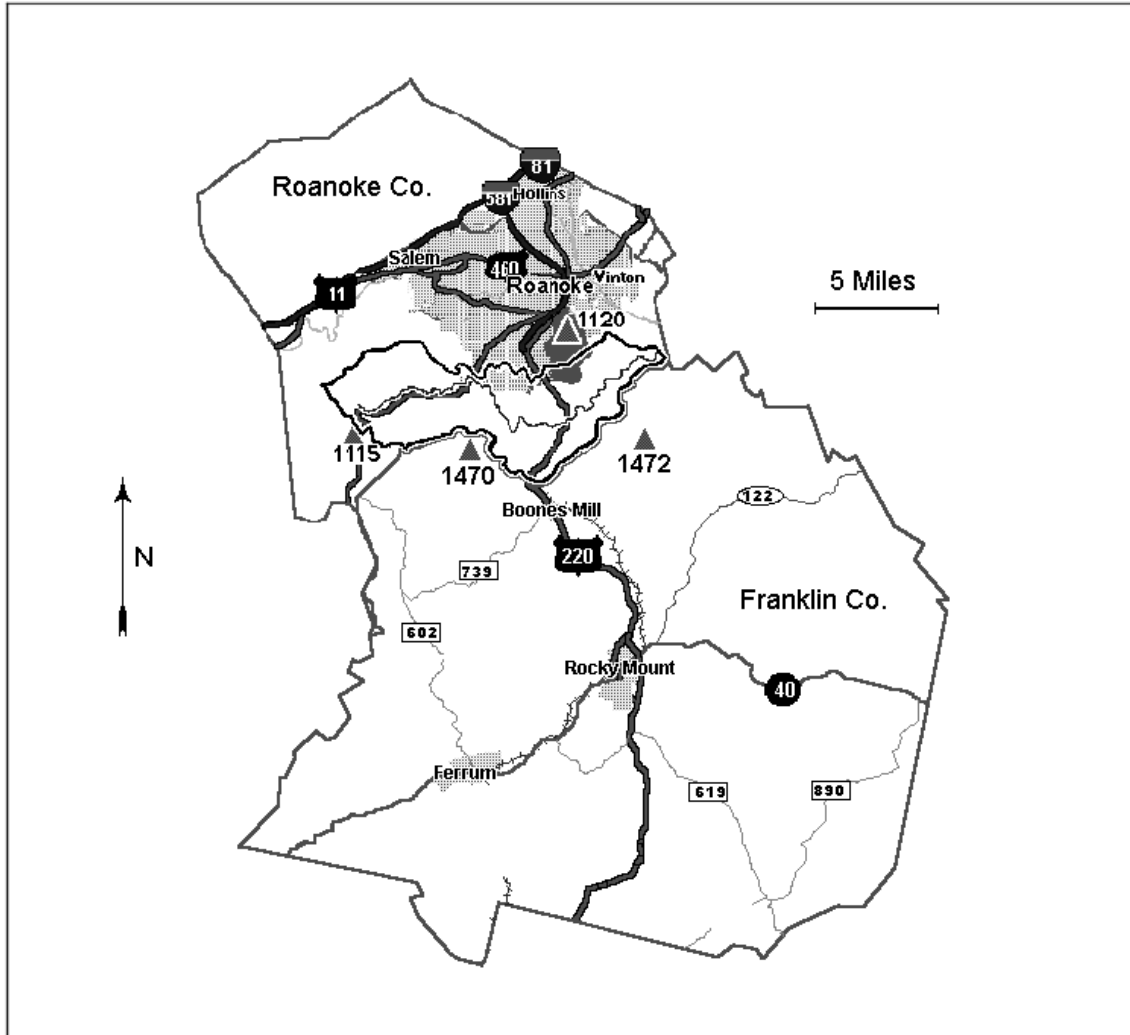 81
Roanoke Co.
581
Hollins
Salem
460
Vinton
Roanoke
11
5 Miles
1120
1115
1470
1472
122
Boones Mill
N
220
739
Franklin Co.
602
Rocky Mount
40
Ferrum
619
890